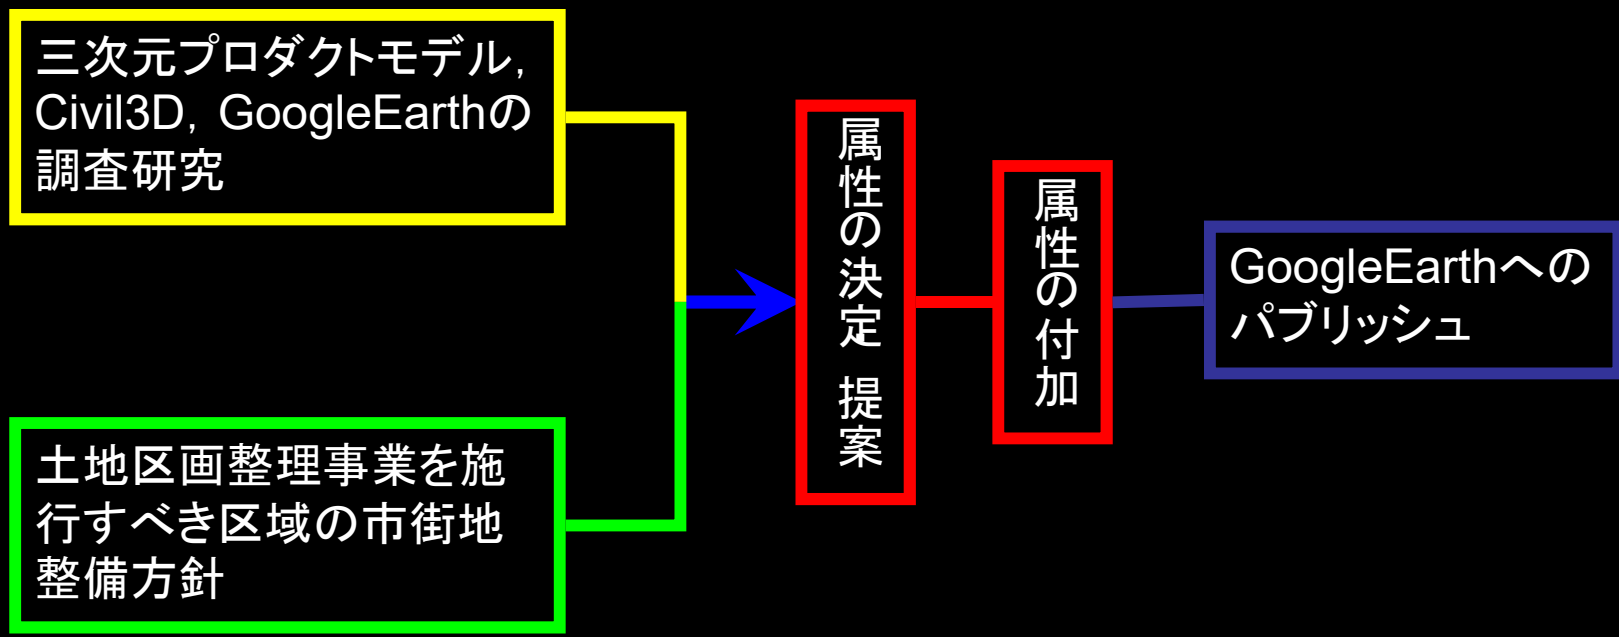 三次元プロダクトモデル,
Civil3D, GoogleEarthの
調査研究
土地区画整理事業を施
行すべき区域の市街地
整備方針
属性の決定, 提案
属性の付加
GoogleEarthへの
パブリッシュ